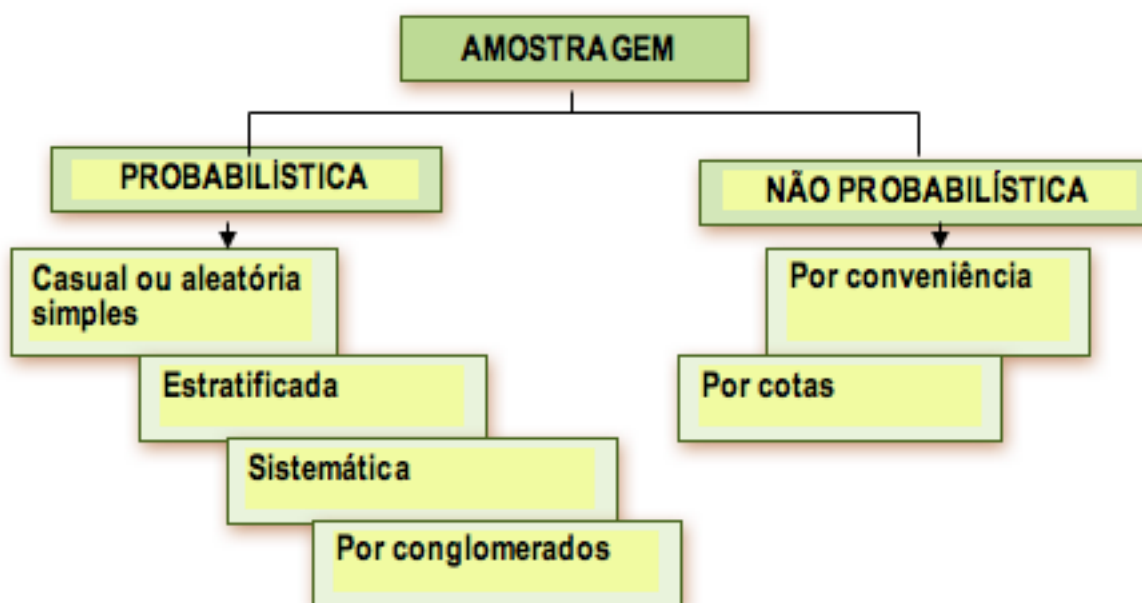 AMOSTRAGEM
PROBABILÍSTICA
NÃO PROBABILÍSTICA
Casual ou aleatória
simples
Estratificada
Sistemática
Por conglomerados
Por conveniência
Por cotas